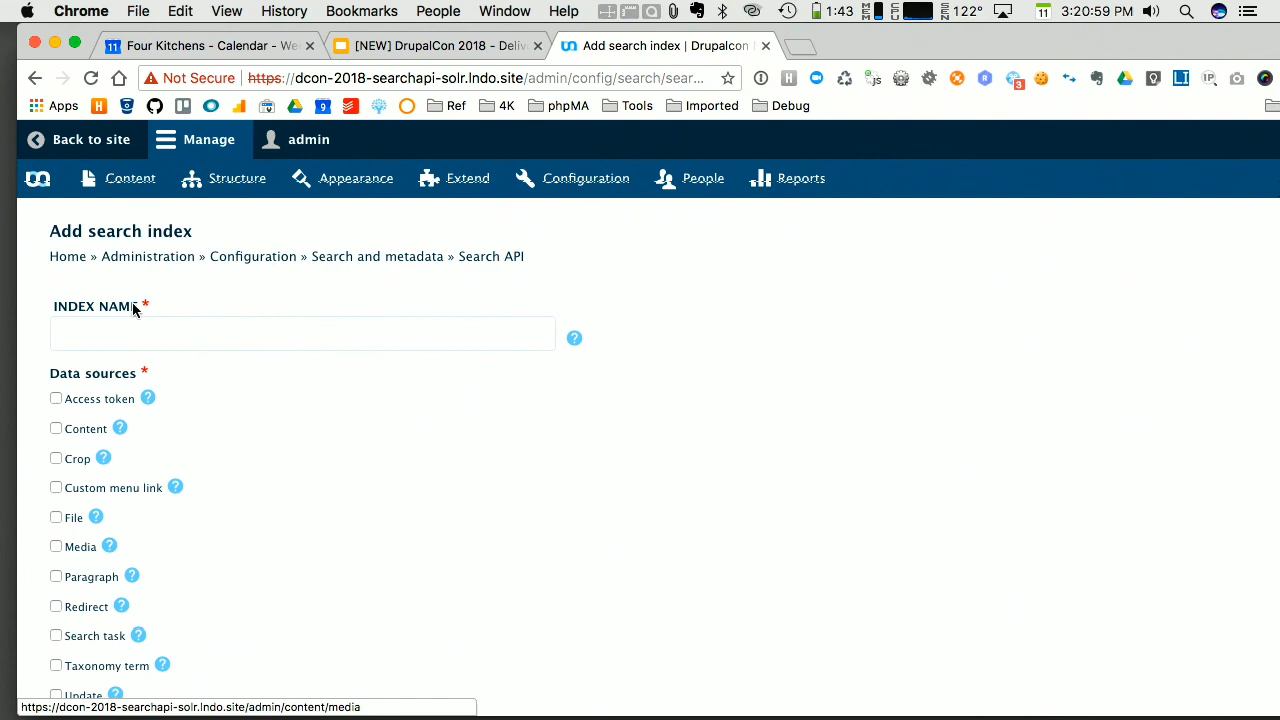 Chrome File Edit View History Bookmarks People Window Help 1:43 122° 11 3:20:59 PM
11 Four Kitchens - Calendar - We × [NEW] DrupalCon 2018 - Deliv × Add search index | Drupalcon ×
Not Secure https://dcon-2018-searchapi-solr.lndo.site/admin/config/search/sear...
Apps Ref 4K phpMA Tools Imported Debug
Back to site Manage admin
Content Structure Appearance Extend Configuration People Reports
Add search index
Home » Administration » Configuration » Search and metadata » Search API
INDEX NAME *
Data sources *
Access token ?
Content ?
Crop ?
Custom menu link ?
File ?
Media ?
Paragraph ?
Redirect ?
Search task ?
Taxonomy term ?
Update ?
https://dcon-2018-searchapi-solr.lndo.site/admin/content/media